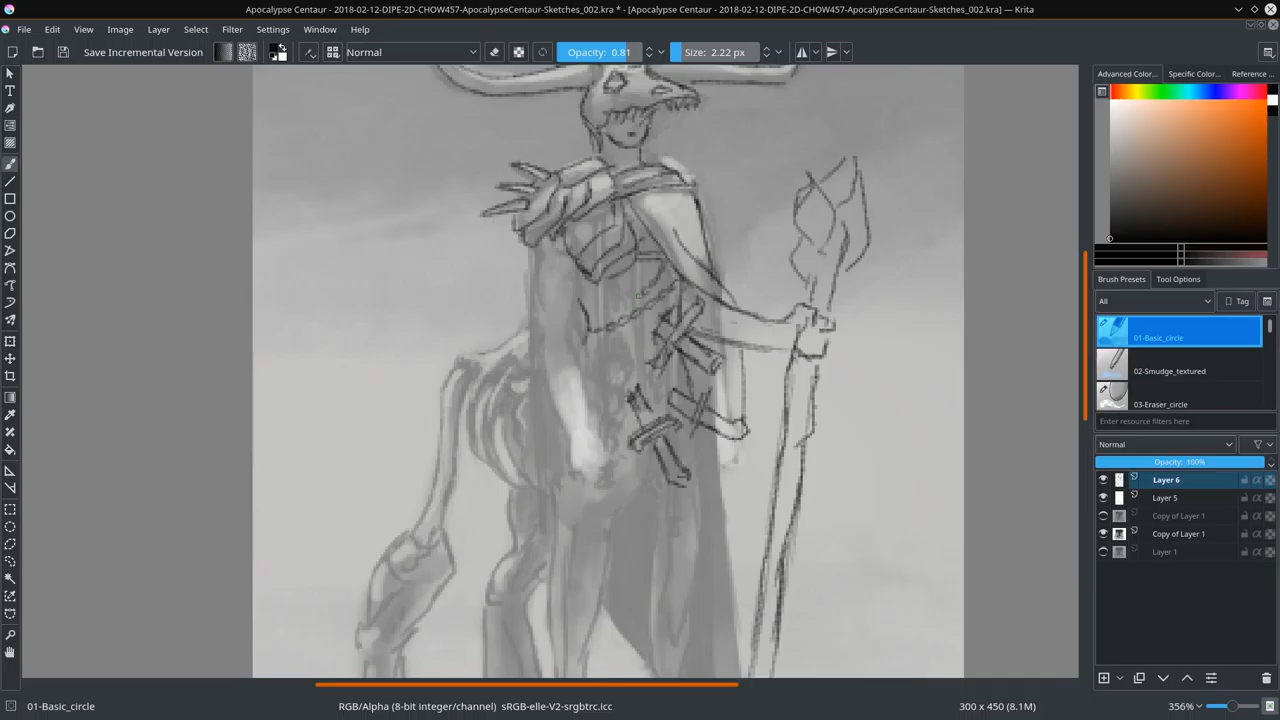 Apocalypse Centaur - 2018-02-12-DIPE-2D-CHOW457-ApocalypseCentaur-Sketches_002.kra * - [Apocalypse Centaur - 2018-02-12-DIPE-2D-CHOW457-ApocalypseCentaur-Sketches_002.kra] — Krita
File Edit View Image Layer Select Filter Settings Window Help
Save Incremental Version Normal Opacity: 0.81 Size: 2.22 px
Advanced Color... Specific Color... Reference ...
Brush Presets Tool Options
All Tag
01-Basic_circle
02-Smudge_textured
03-Eraser_circle
Enter resource filters here
Normal
Opacity: 100%
Layer 6
Layer 5
Copy of Layer 1
Copy of Layer 1
Layer 1
01-Basic_circle RGB/Alpha (8-bit integer/channel) sRGB-elle-V2-srgbtrc.icc 300 x 450 (8.1M) 356%